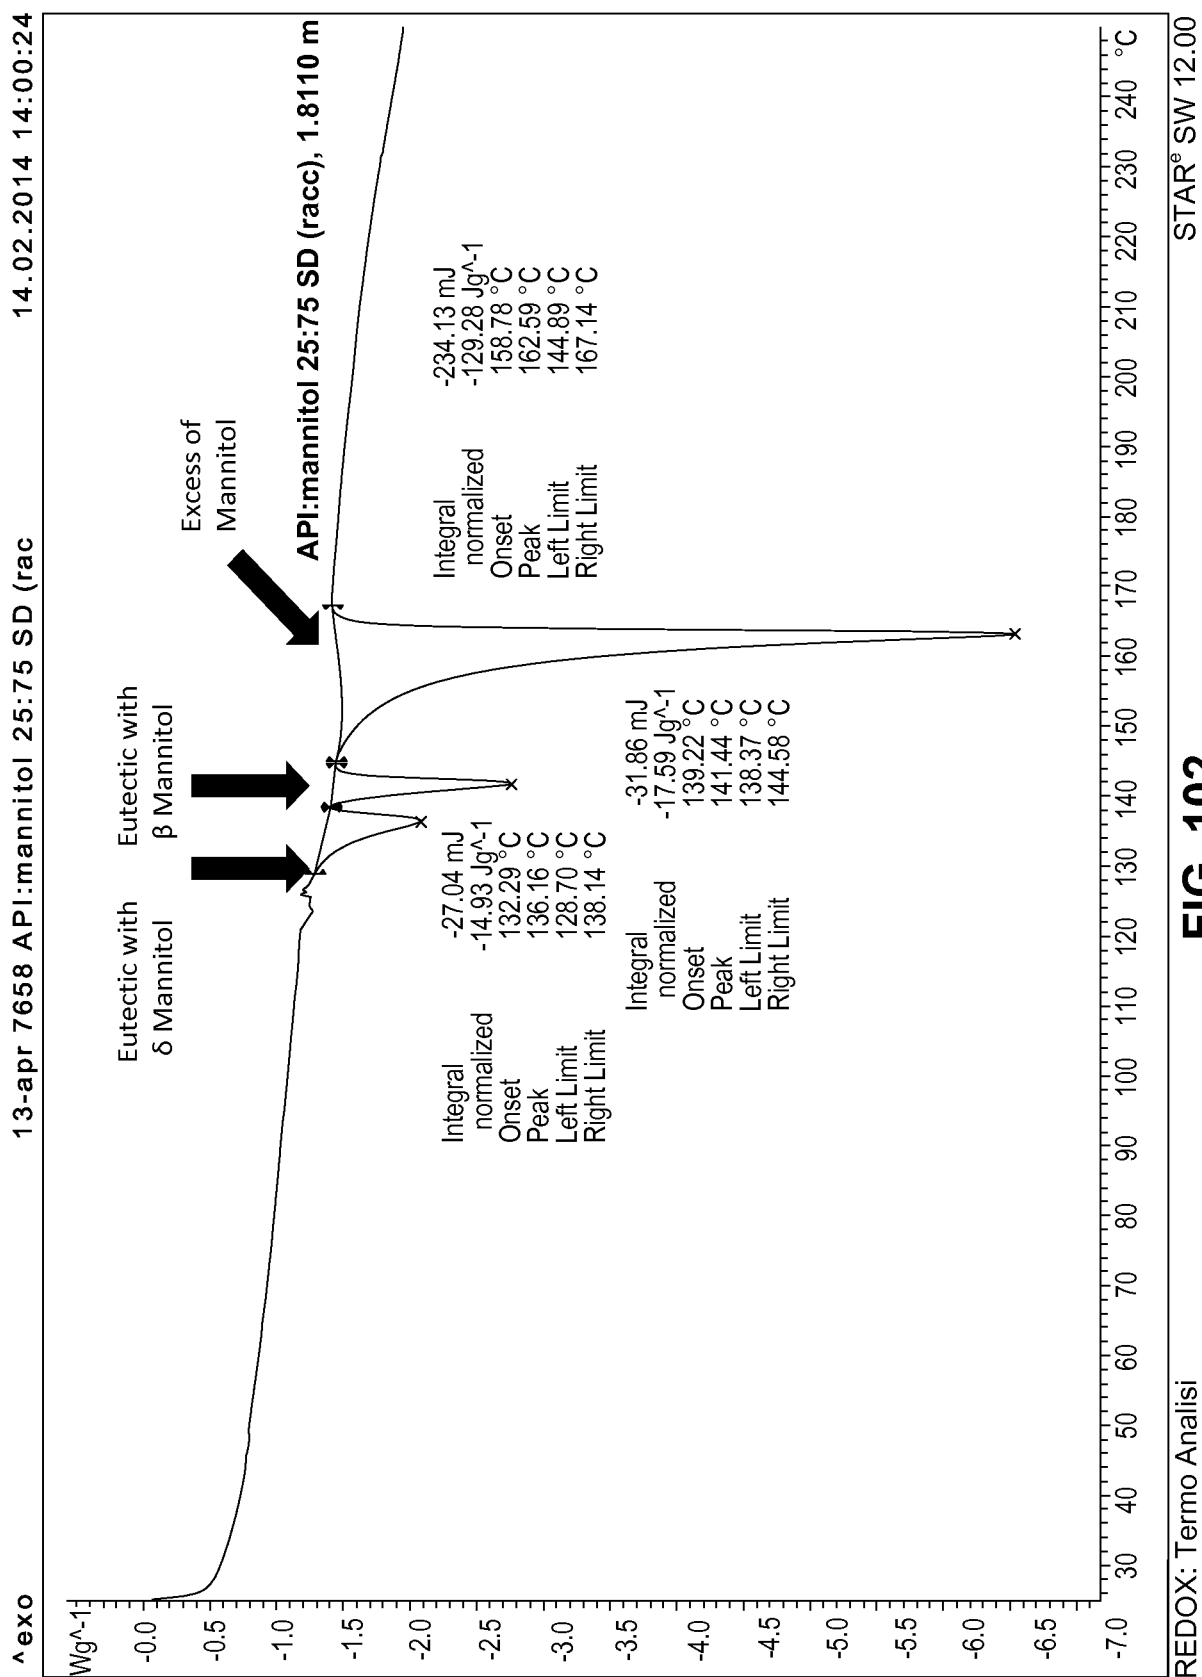 ^exo
13-apr 7658 API:mannitol 25:75 SD (rac
14.02.2014 14:00:24
Wg^-1
Eutectic with
δ Mannitol
Eutectic with
β Mannitol
Excess of
Mannitol
API:mannitol 25:75 SD (racc), 1.8110 m
Integral -27.04 mJ
normalized -14.93 Jg^-1
Onset 132.29 °C
Peak 136.16 °C
Left Limit 128.70 °C
Right Limit 138.14 °C
Integral -31.86 mJ
normalized -17.59 Jg^-1
Onset 139.22 °C
Peak 141.44 °C
Left Limit 138.37 °C
Right Limit 144.58 °C
Integral -234.13 mJ
normalized -129.28 Jg^-1
Onset 158.78 °C
Peak 162.59 °C
Left Limit 144.89 °C
Right Limit 167.14 °C
-0.0
-0.5
-1.0
-1.5
-2.0
-2.5
-3.0
-3.5
-4.0
-4.5
-5.0
-5.5
-6.0
-6.5
-7.0
30 40 50 60 70 80 90 100 110 120 130 140 150 160 170 180 190 200 210 220 230 240 °C
REDOX: Termo Analisi
STARe SW 12.00
FIG. 102